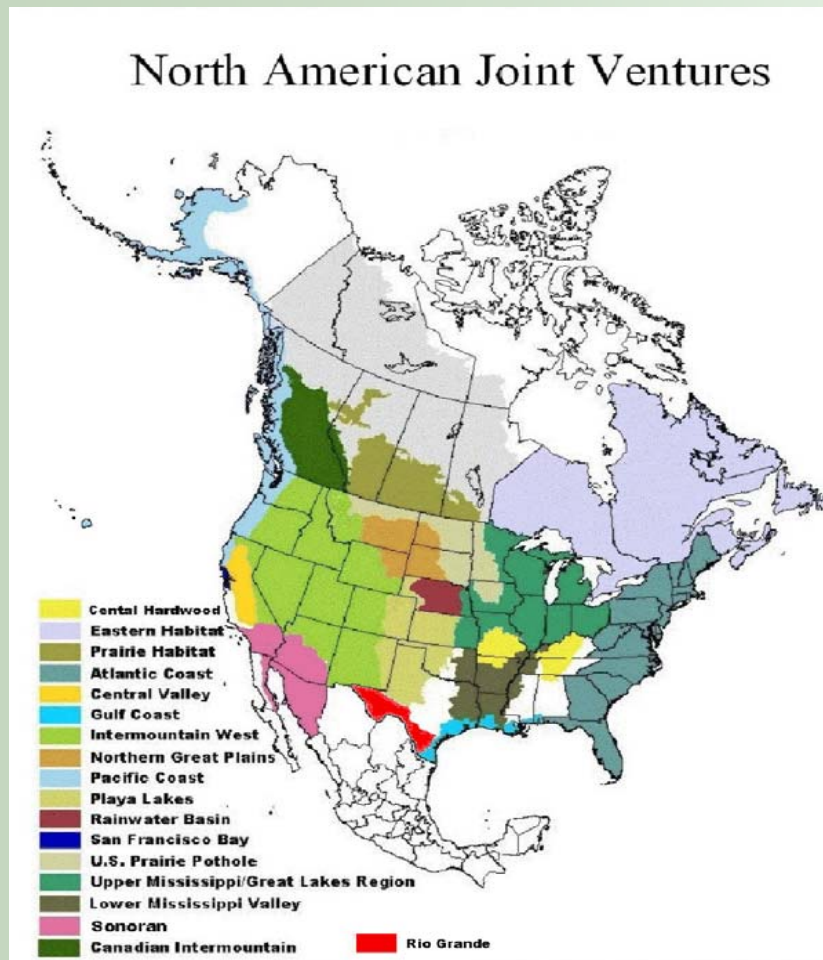 North American Joint Ventures
Cental Hardwood
Eastern Habitat
Prairie Habitat
Atlantic Coast
Central Valley
Gulf Coast
Intermountain West
Northern Great Plains
Pacific Coast
Playa Lakes
Rainwater Basin
San Francisco Bay
U.S. Prairie Pothole
Upper Mississippi/Great Lakes Region
Lower Mississippi Valley
Sonoran
Canadian Intermountain
Rio Grande